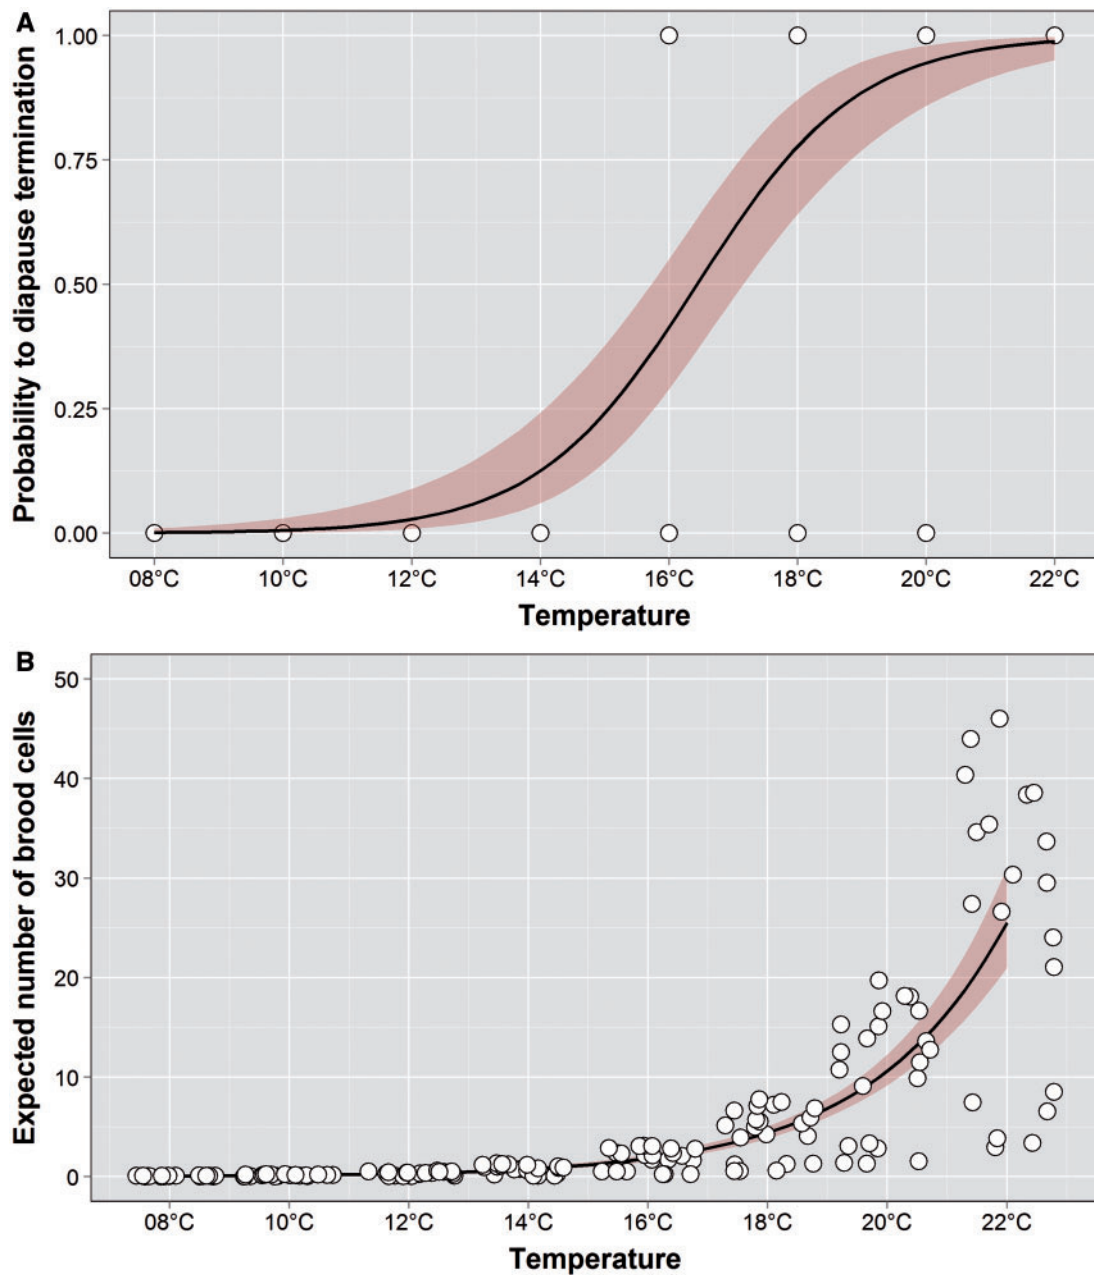 A
Probability to diapause termination
1.00
0.75
0.50
0.25
0.00
08°C 10°C 12°C 14°C 16°C 18°C 20°C 22°C
Temperature
B
Expected number of brood cells
50
40
30
20
10
0
08°C 10°C 12°C 14°C 16°C 18°C 20°C 22°C
Temperature